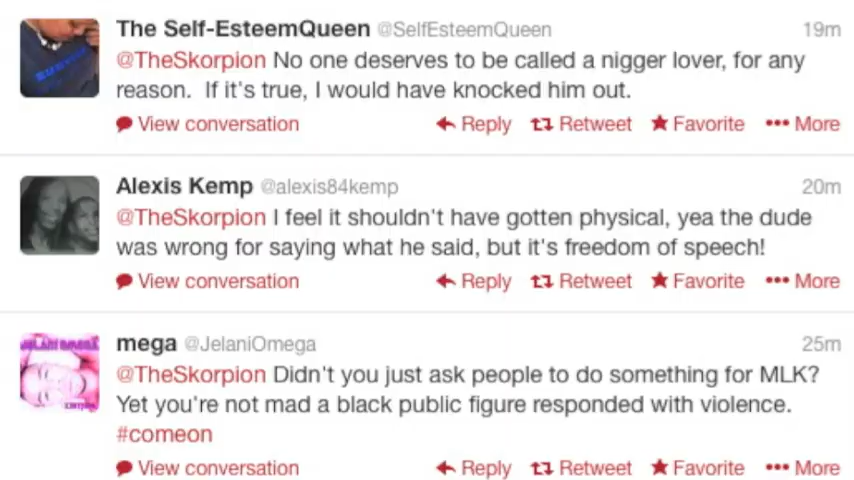 The Self-EsteemQueen @SelfEsteemQueen 19m
@TheSkorpion No one deserves to be called a nigger lover, for any
reason. If it's true, I would have knocked him out.
View conversation Reply Retweet Favorite More
Alexis Kemp @alexis84kemp 20m
@TheSkorpion I feel it shouldn't have gotten physical, yea the dude
was wrong for saying what he said, but it's freedom of speech!
View conversation Reply Retweet Favorite More
mega @JelaniOmega 25m
@TheSkorpion Didn't you just ask people to do something for MLK?
Yet you're not mad a black public figure responded with violence.
#comeon
View conversation Reply Retweet Favorite More